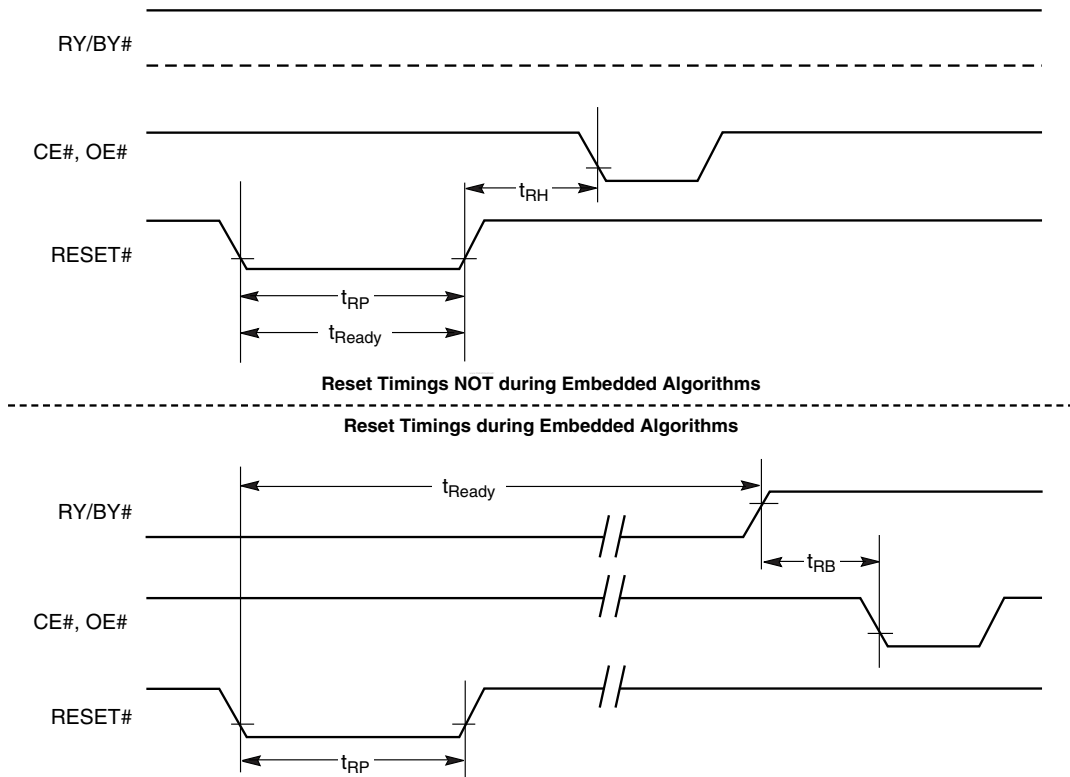 RY/BY#
CE#, OE#
tRH
RESET#
tRP
tReady
Reset Timings NOT during Embedded Algorithms
Reset Timings during Embedded Algorithms
tReady
RY/BY#
tRB
CE#, OE#
RESET#
tRP